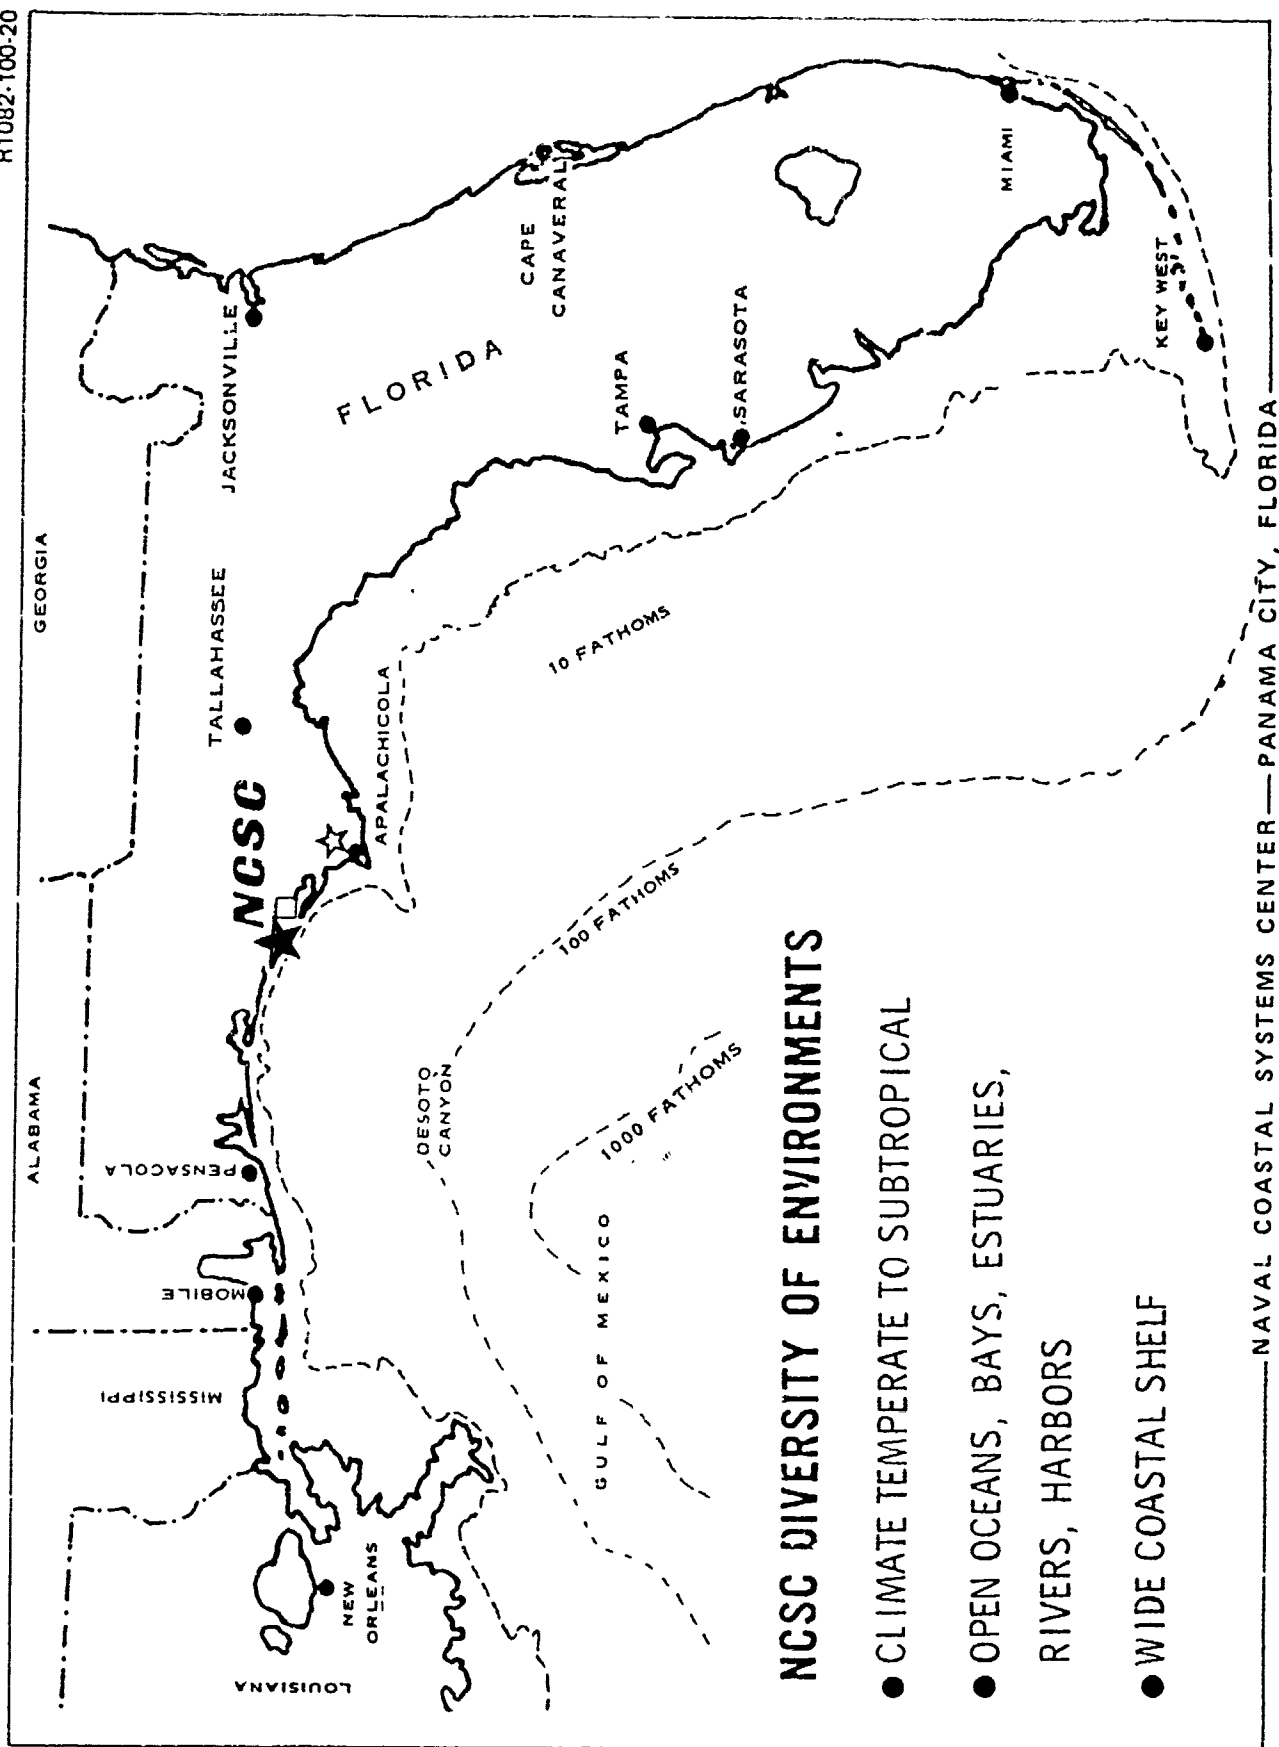 R1082-100-20
ALABAMA
GEORGIA
LOUISIANA
MISSISSIPPI
MOBILE
PENSACOLA
NCSC
TALLAHASSEE
JACKSONVILLE
NEW
ORLEANS
APALACHICOLA
FLORIDA
DESOTO
CANYON
CAPE
CANAVERAL
10 FATHOMS
TAMPA
100 FATHOMS
GULF OF MEXICO
1000 FATHOMS
SARASOTA
MIAMI
KEY WEST
NCSC DIVERSITY OF ENVIRONMENTS
● CLIMATE TEMPERATE TO SUBTROPICAL
● OPEN OCEANS, BAYS, ESTUARIES,
RIVERS, HARBORS
● WIDE COASTAL SHELF
NAVAL COASTAL SYSTEMS CENTER—PANAMA CITY, FLORIDA